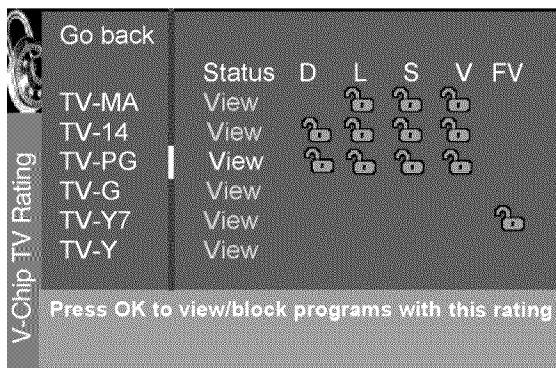 Go back
Status D L S V FV
TV-MA View
TV-14 View
TV-PG View
TV-G View
TV-Y7 View
TV-Y View
V-Chip TV Rating
Press OK to view/block programs with this rating